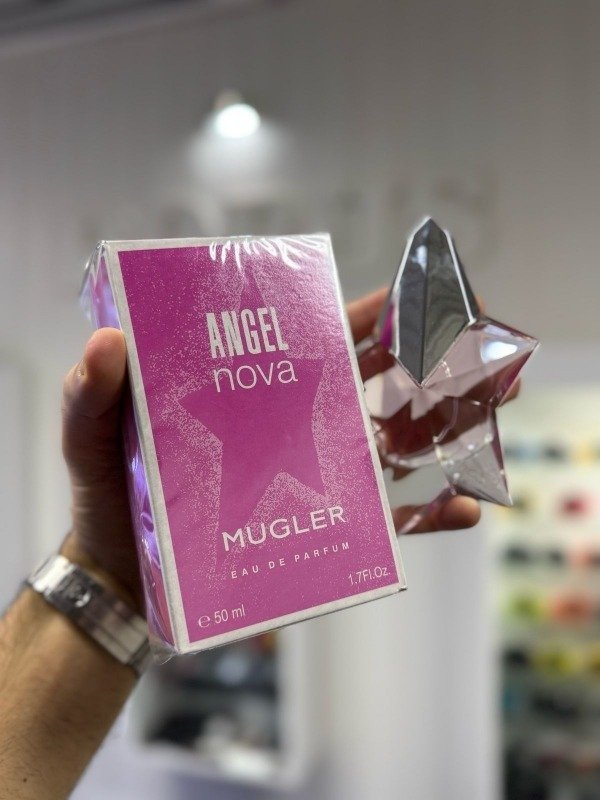 ANGEL
nova
MUGLER
EAU DE PARFUM
1.7Fl.Oz.
℮ 50 ml